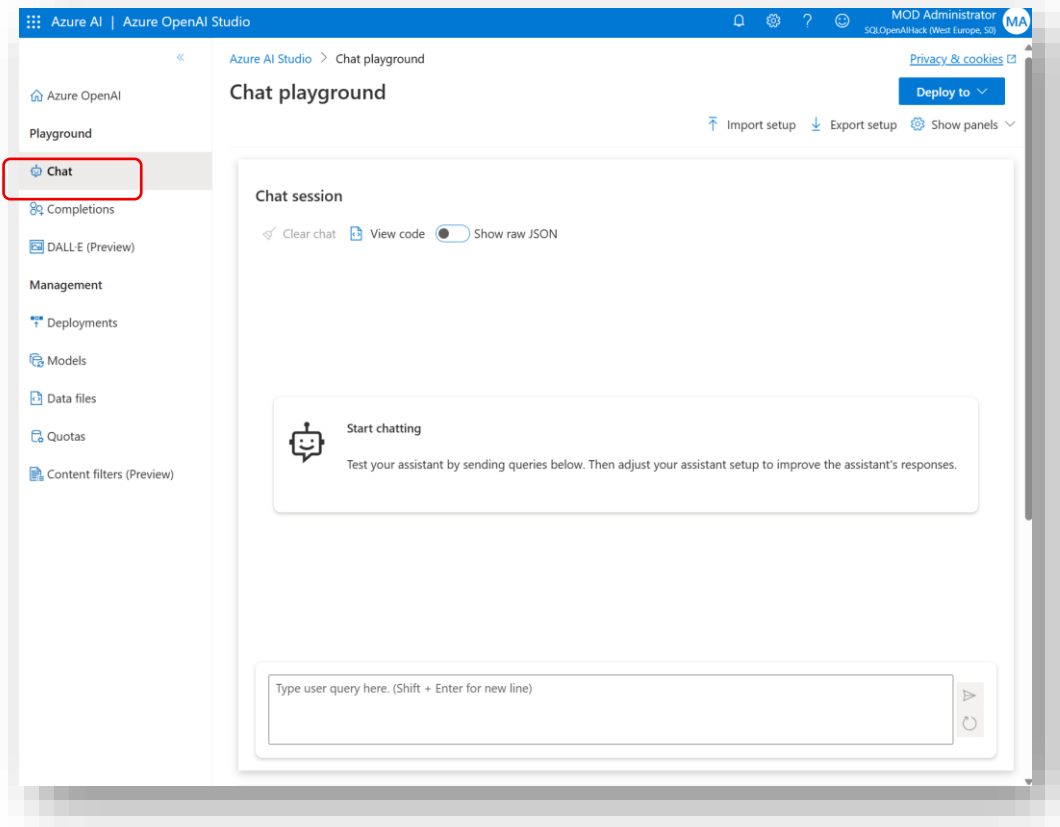 Azure AI | Azure OpenAI Studio
MOD Administrator
SQLOpenAIHack (West Europe, S0)
MA
Azure AI Studio > Chat playground
Privacy & cookies
Azure OpenAI
Chat playground
Deploy to
Playground
Import setup
Export setup
Show panels
Chat
Chat session
Completions
Clear chat
View code
Show raw JSON
DALL·E (Preview)
Management
Deployments
Models
Data files
Start chatting
Quotas
Test your assistant by sending queries below. Then adjust your assistant setup to improve the assistant's responses.
Content filters (Preview)
Type user query here. (Shift + Enter for new line)